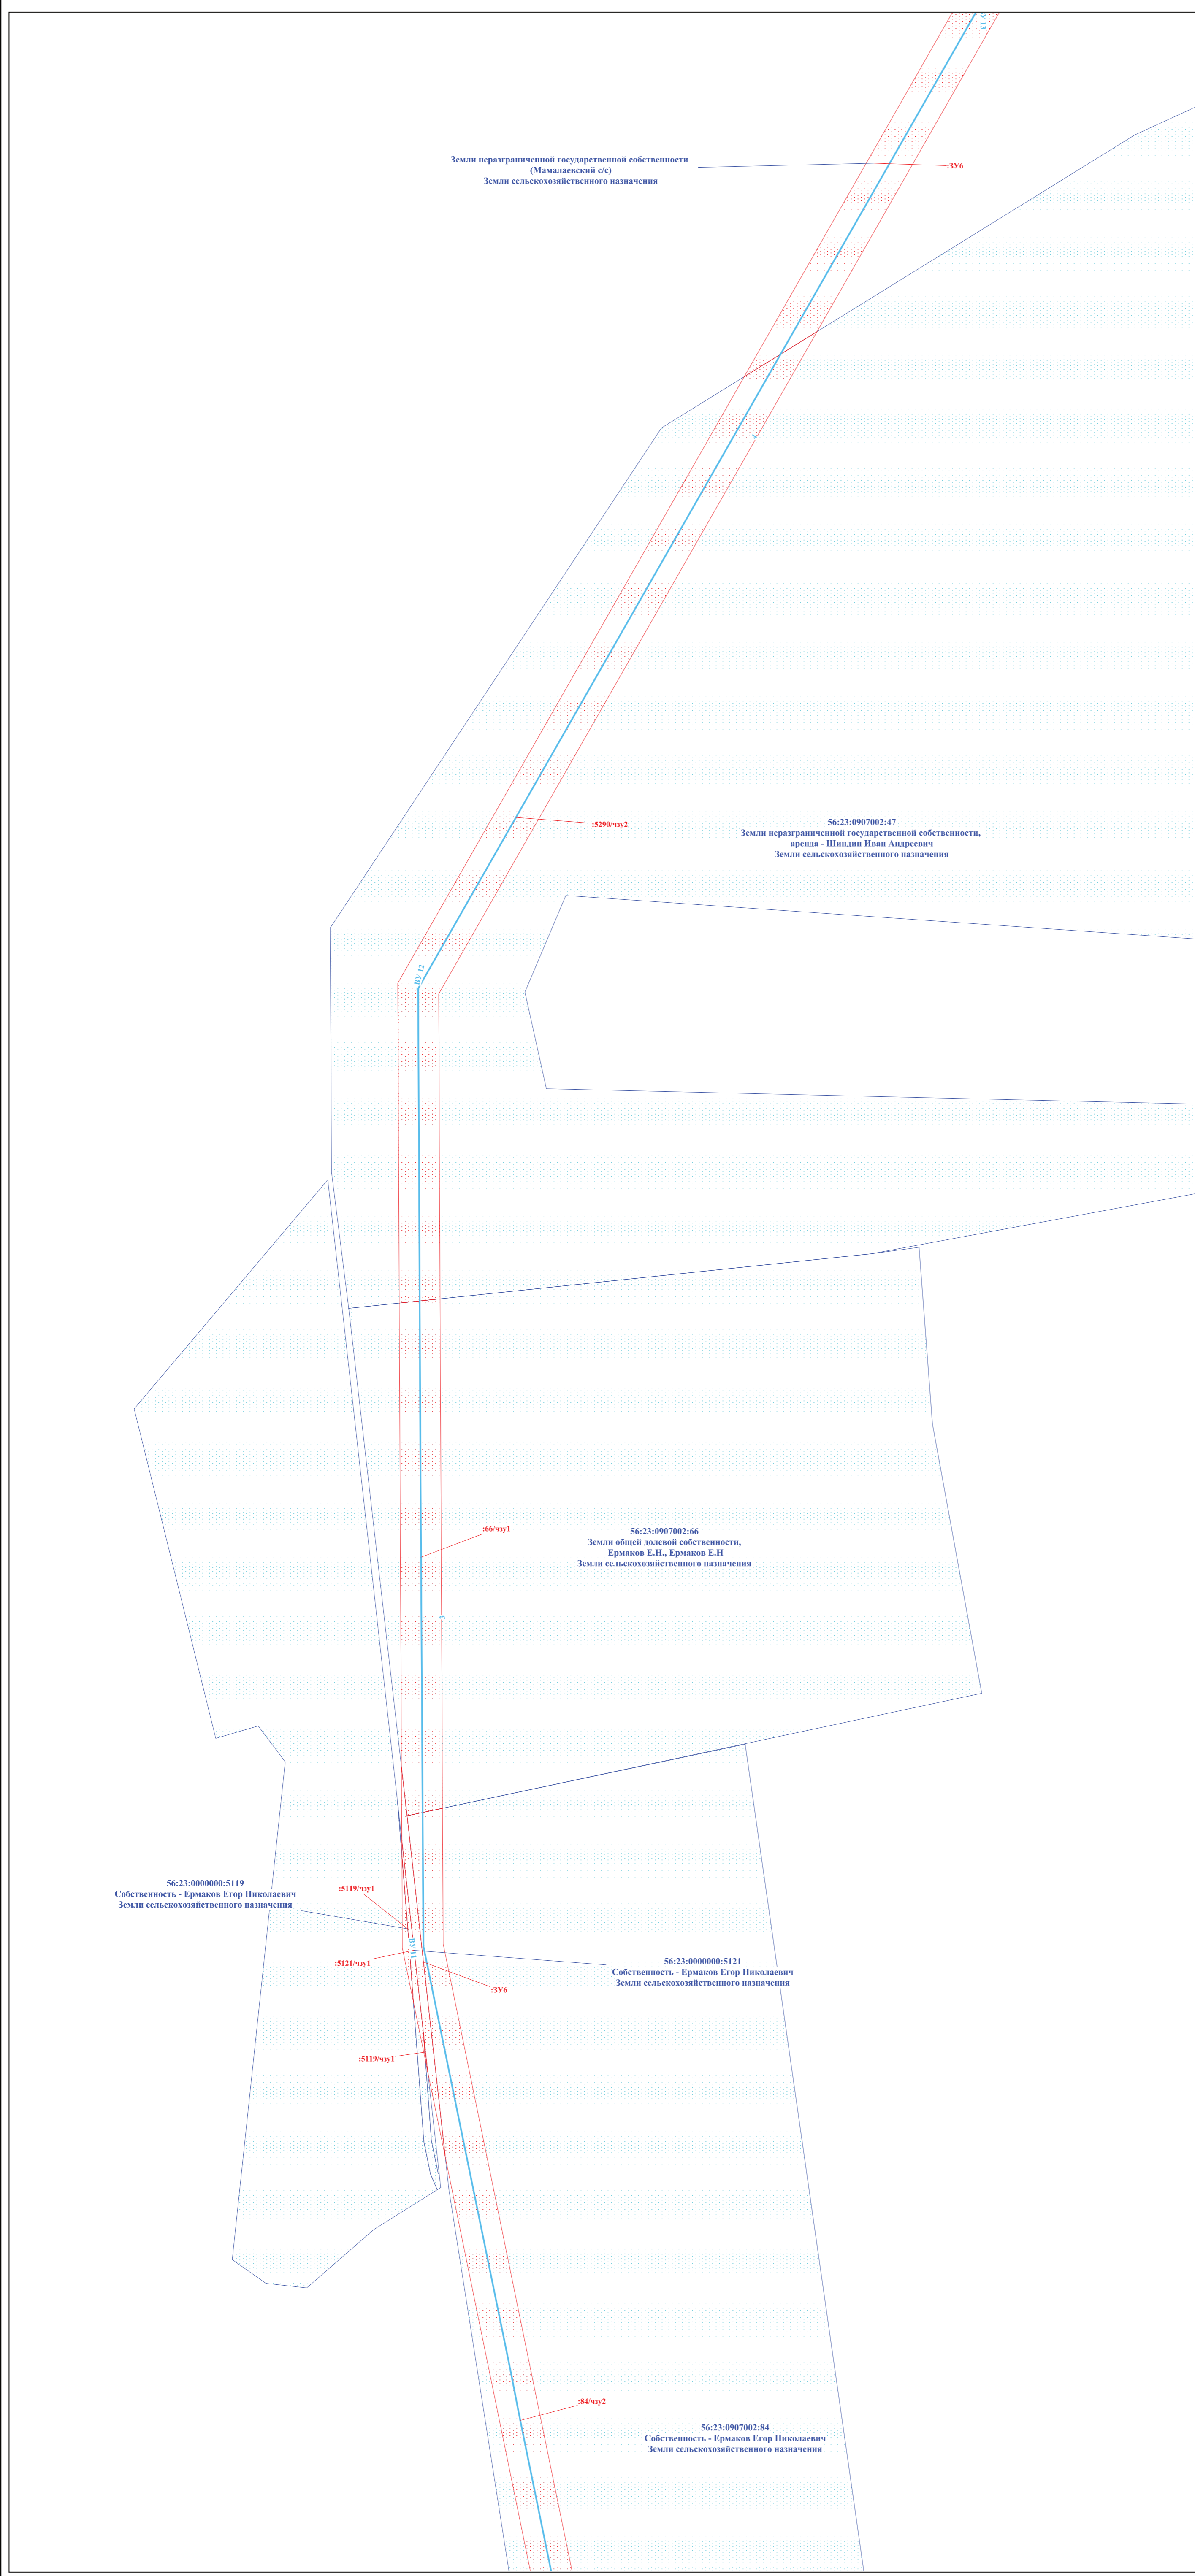 У 13
Земли неразграниченной государственной собственности
(Мамалаевский с/с)
Земли сельскохозяйственного назначения
:ЗУ6
4
:5290/чзу2
56:23:0907002:47
Земли неразграниченной государственной собственности,
аренда - Шиндин Иван Андреевич
Земли сельскохозяйственного назначения
ВУ 12
:66/чзу1
56:23:0907002:66
Земли общей долевой собственности,
Ермаков Е.Н., Ермаков Е.Н
Земли сельскохозяйственного назначения
3
56:23:0000000:5119
Собственность - Ермаков Егор Николаевич
Земли сельскохозяйственного назначения
:5119/чзу1
ВУ 11
:5121/чзу1
56:23:0000000:5121
Собственность - Ермаков Егор Николаевич
Земли сельскохозяйственного назначения
:ЗУ6
:5119/чзу1
:84/чзу2
56:23:0907002:84
Собственность - Ермаков Егор Николаевич
Земли сельскохозяйственного назначения